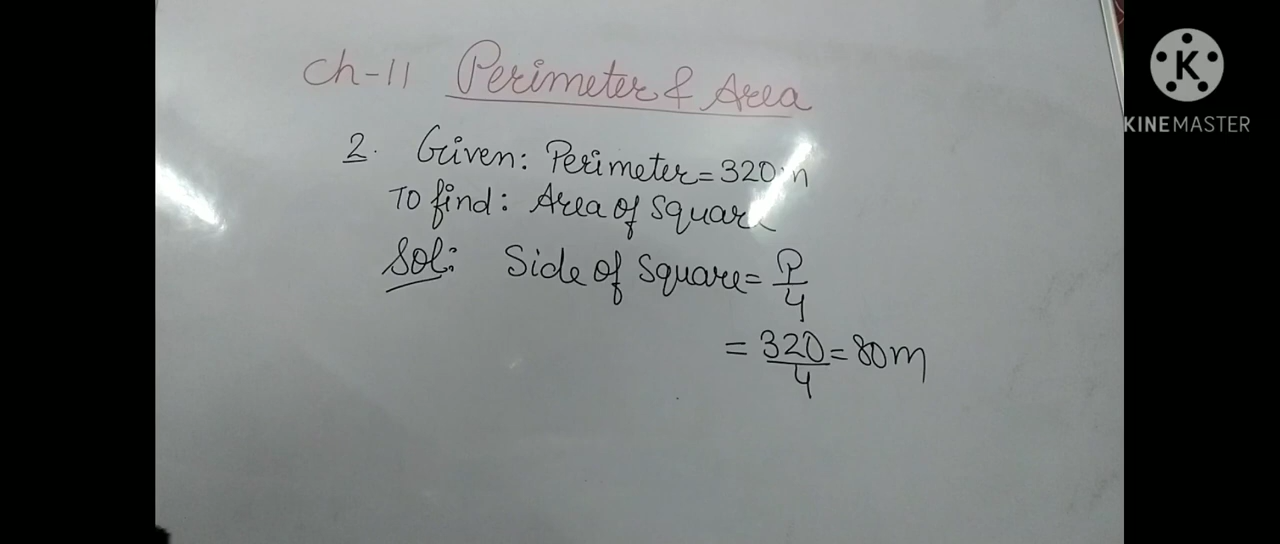 Ch-11 Perimeter & Area
2. Given: Perimeter = 320m
To find: Area of square
Sol: Side of square = P/4
= 320/4 = 80m
KINEMASTER